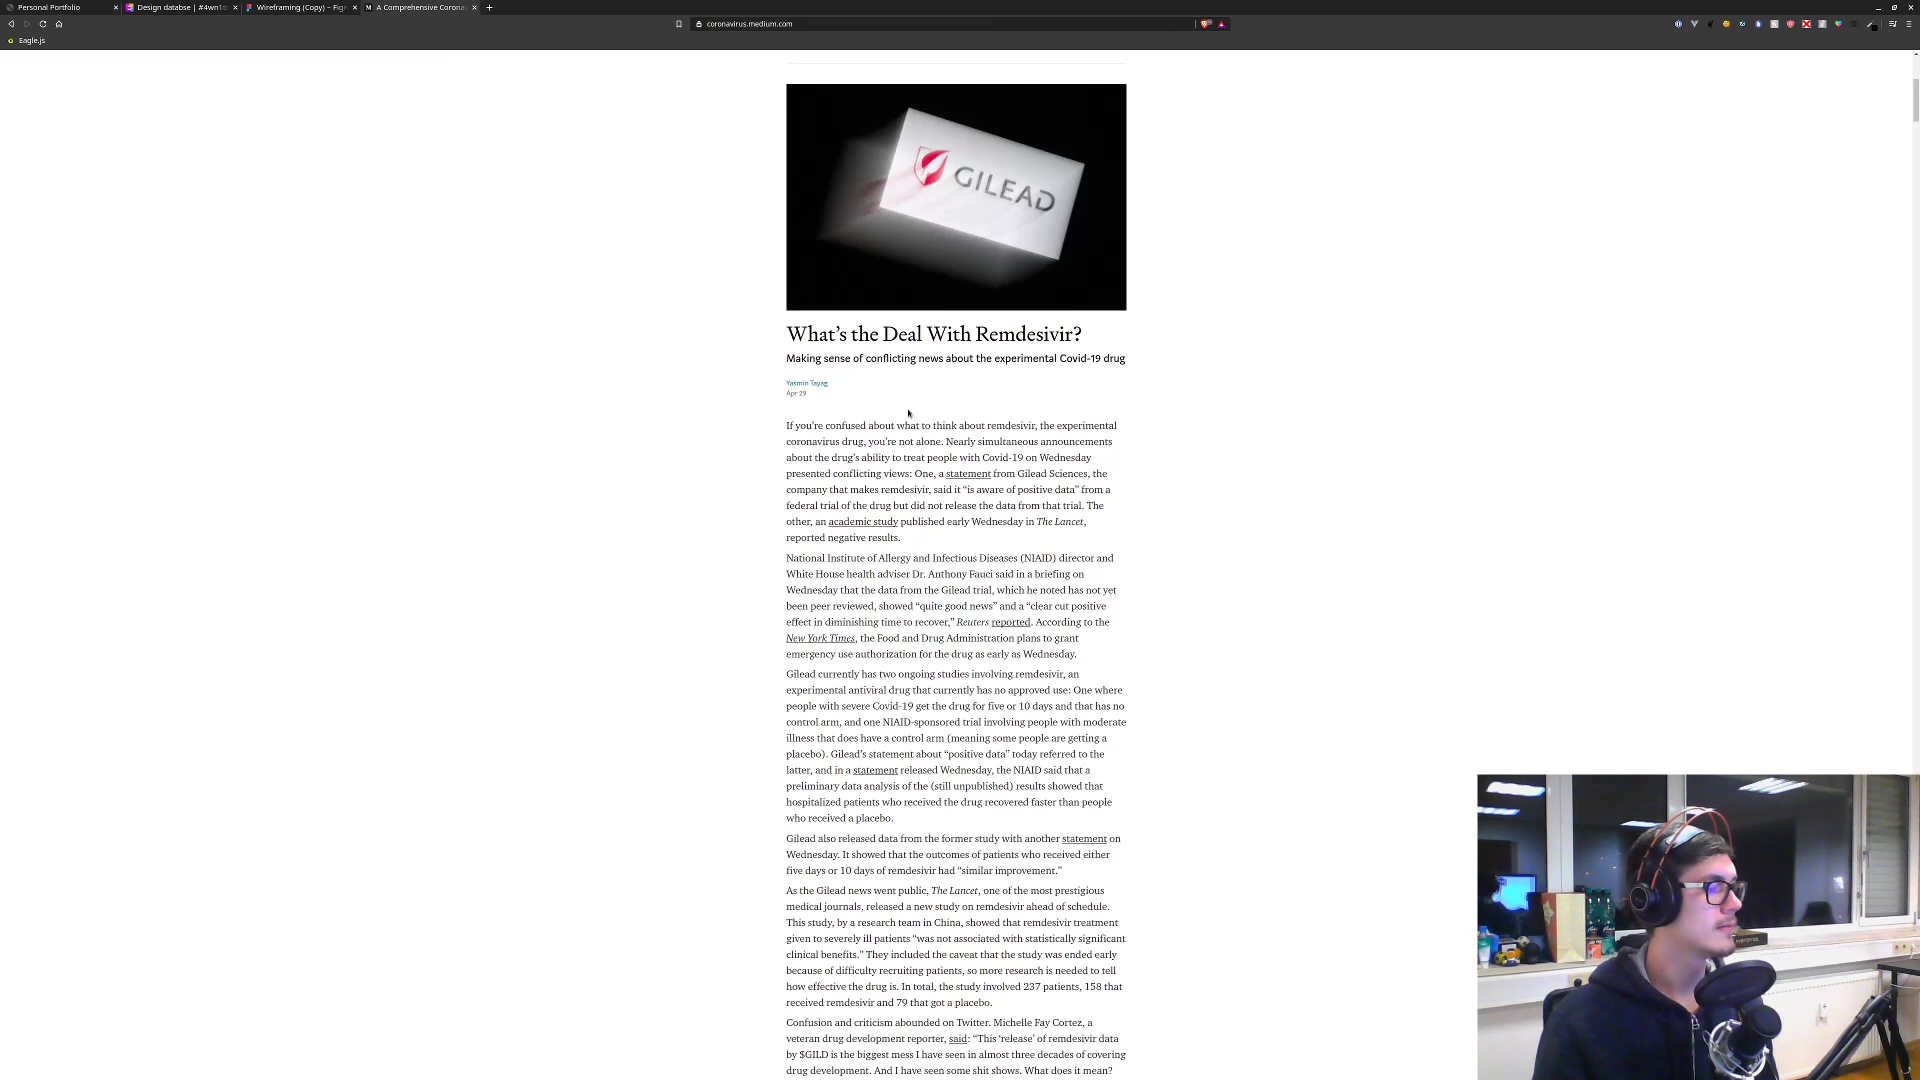 Personal Portfolio
Design databse | #4wn1t
Wireframing (Copy) – Fig
A Comprehensive Corona
coronavirus.medium.com
Eagle.js
GILEAD
What's the Deal With Remdesivir?
Making sense of conflicting news about the experimental Covid-19 drug
Yasmin Tayag
Apr 29
If you're confused about what to think about remdesivir, the experimental
coronavirus drug, you're not alone. Nearly simultaneous announcements
about the drug's ability to treat people with Covid-19 on Wednesday
presented conflicting views: One, a statement from Gilead Sciences, the
company that makes remdesivir, said it “is aware of positive data” from a
federal trial of the drug but did not release the data from that trial. The
other, an academic study published early Wednesday in The Lancet,
reported negative results.
National Institute of Allergy and Infectious Diseases (NIAID) director and
White House health adviser Dr. Anthony Fauci said in a briefing on
Wednesday that the data from the Gilead trial, which he noted has not yet
been peer reviewed, showed “quite good news” and a “clear cut positive
effect in diminishing time to recover,” Reuters reported. According to the
New York Times, the Food and Drug Administration plans to grant
emergency use authorization for the drug as early as Wednesday.
Gilead currently has two ongoing studies involving remdesivir, an
experimental antiviral drug that currently has no approved use: One where
people with severe Covid-19 get the drug for five or 10 days and that has no
control arm, and one NIAID-sponsored trial involving people with moderate
illness that does have a control arm (meaning some people are getting a
placebo). Gilead's statement about “positive data” today referred to the
latter, and in a statement released Wednesday, the NIAID said that a
preliminary data analysis of the (still unpublished) results showed that
hospitalized patients who received the drug recovered faster than people
who received a placebo.
Gilead also released data from the former study with another statement on
Wednesday. It showed that the outcomes of patients who received either
five days or 10 days of remdesivir had “similar improvement.”
As the Gilead news went public, The Lancet, one of the most prestigious
medical journals, released a new study on remdesivir ahead of schedule.
This study, by a research team in China, showed that remdesivir treatment
given to severely ill patients “was not associated with statistically significant
clinical benefits.” They included the caveat that the study was ended early
because of difficulty recruiting patients, so more research is needed to tell
how effective the drug is. In total, the study involved 237 patients, 158 that
received remdesivir and 79 that got a placebo.
Confusion and criticism abounded on Twitter. Michelle Fay Cortez, a
veteran drug development reporter, said: “This ‘release’ of remdesivir data
by $GILD is the biggest mess I have seen in almost three decades of covering
drug development. And I have seen some shit shows. What does it mean?